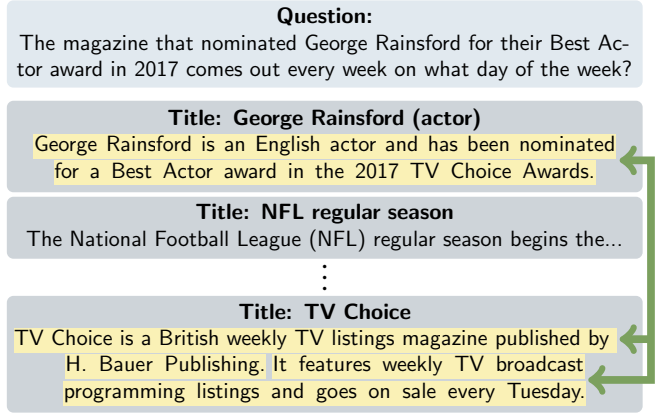 Question:
The magazine that nominated George Rainsford for their Best Ac-
tor award in 2017 comes out every week on what day of the week?
Title: George Rainsford (actor)
George Rainsford is an English actor and has been nominated
for a Best Actor award in the 2017 TV Choice Awards.
Title: NFL regular season
The National Football League (NFL) regular season begins the...
Title: TV Choice
TV Choice is a British weekly TV listings magazine published by
H. Bauer Publishing. It features weekly TV broadcast
programming listings and goes on sale every Tuesday.